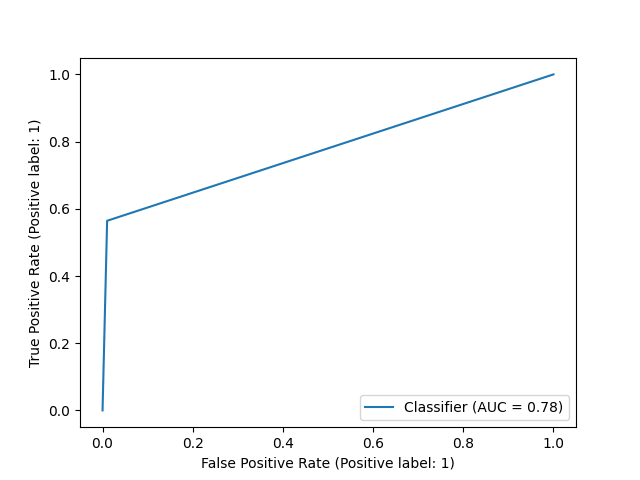 1.0
0.8
0.6
0.4
0.2
0.0
True Positive Rate (Positive label: 1)
Classifier (AUC = 0.78)
0.0 0.2 0.4 0.6 0.8 1.0
False Positive Rate (Positive label: 1)